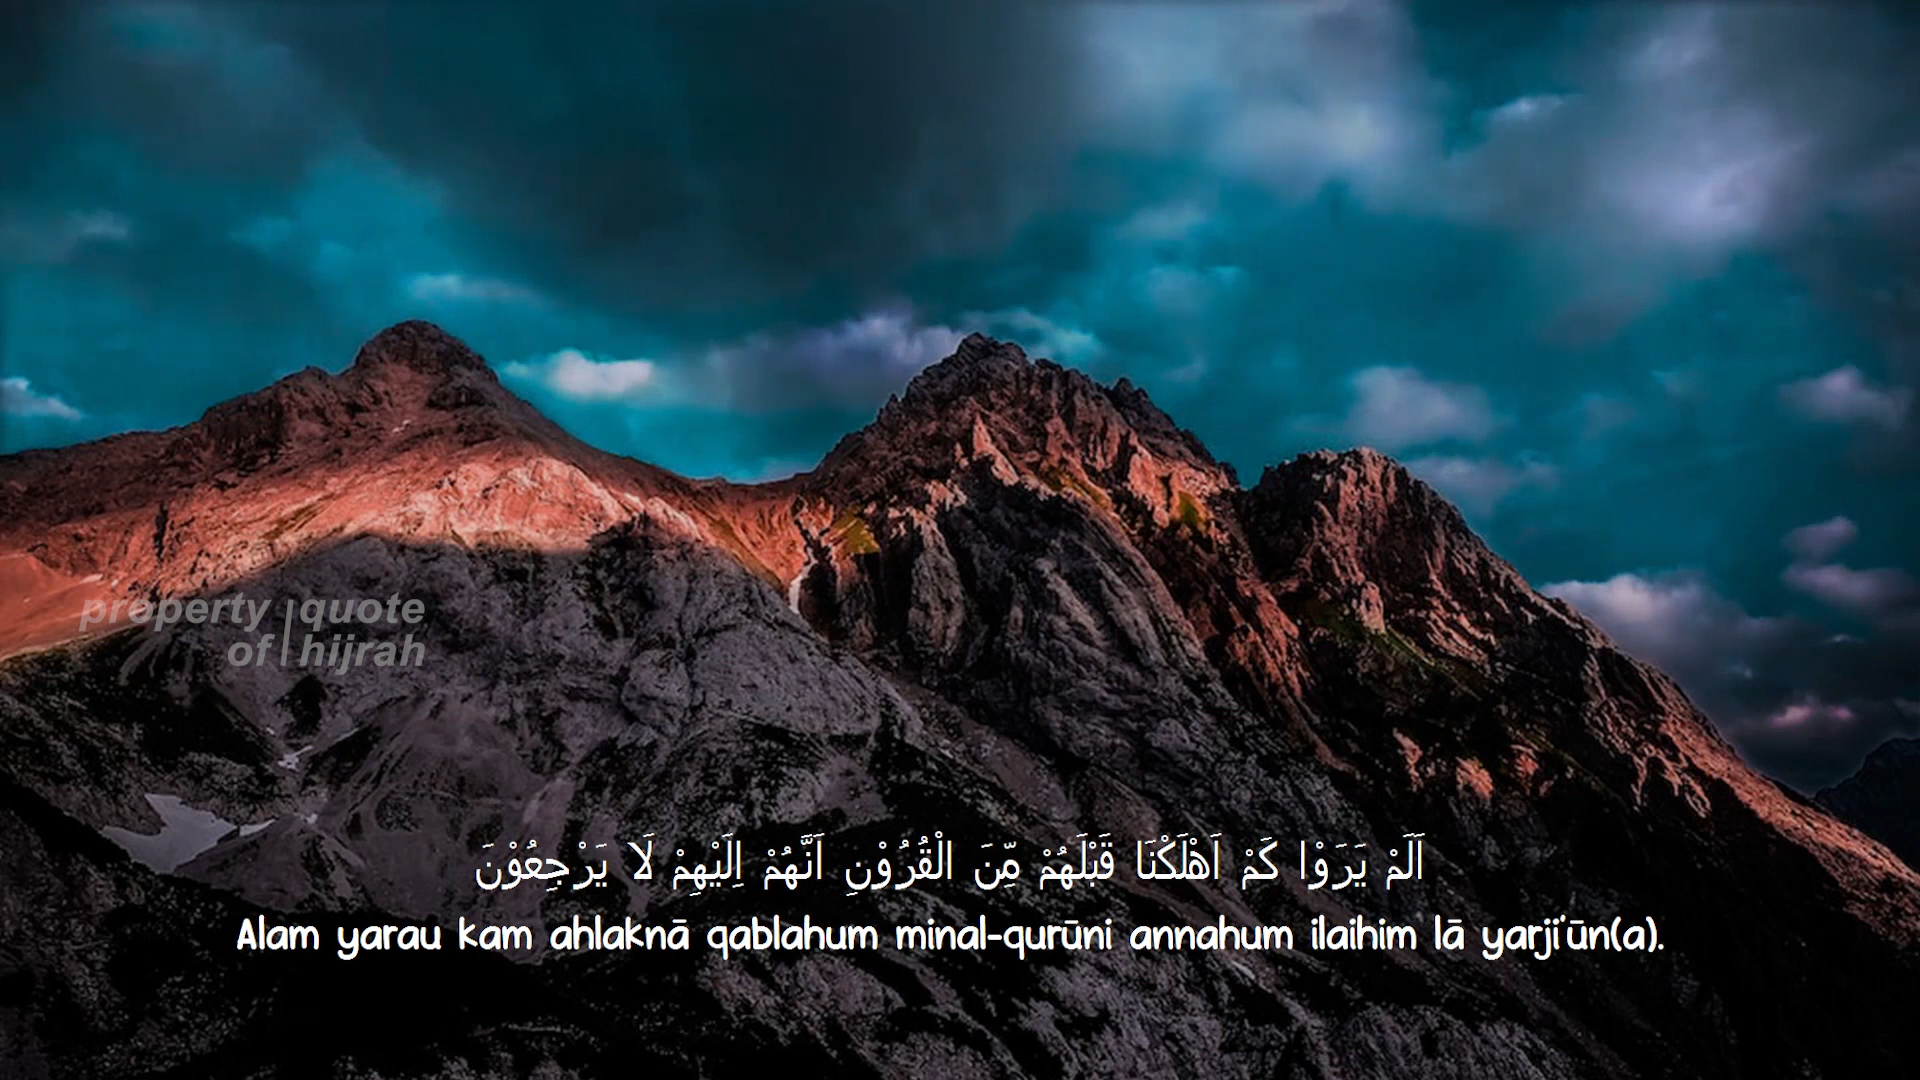 property | quote
of | hijrah
اَلَمْ يَرَوْا كَمْ اَهْلَكْنَا قَبْلَهُمْ مِّنَ الْقُرُوْنِ اَنَّهُمْ اِلَيْهِمْ لَا يَرْجِعُوْنَ
Alam yarau kam ahlaknā qablahum minal-qurūni annahum ilaihim lā yarji‘ūn(a).